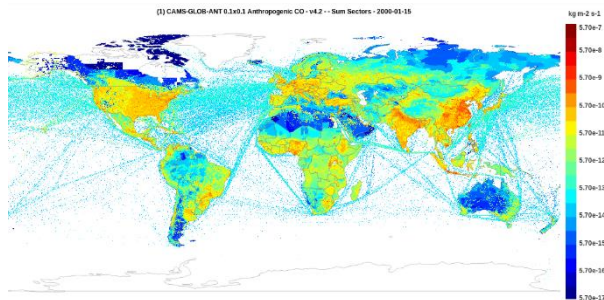 (1) CAMS-GLOB-ANT 0.1x0.1 Anthropogenic CO - v4.2 - - Sum Sectors - 2000-01-15
kg m-2 s-1
5.70e-7
5.70e-8
5.70e-9
5.70e-10
5.70e-11
5.70e-12
5.70e-13
5.70e-14
5.70e-15
5.70e-16
5.70e-17